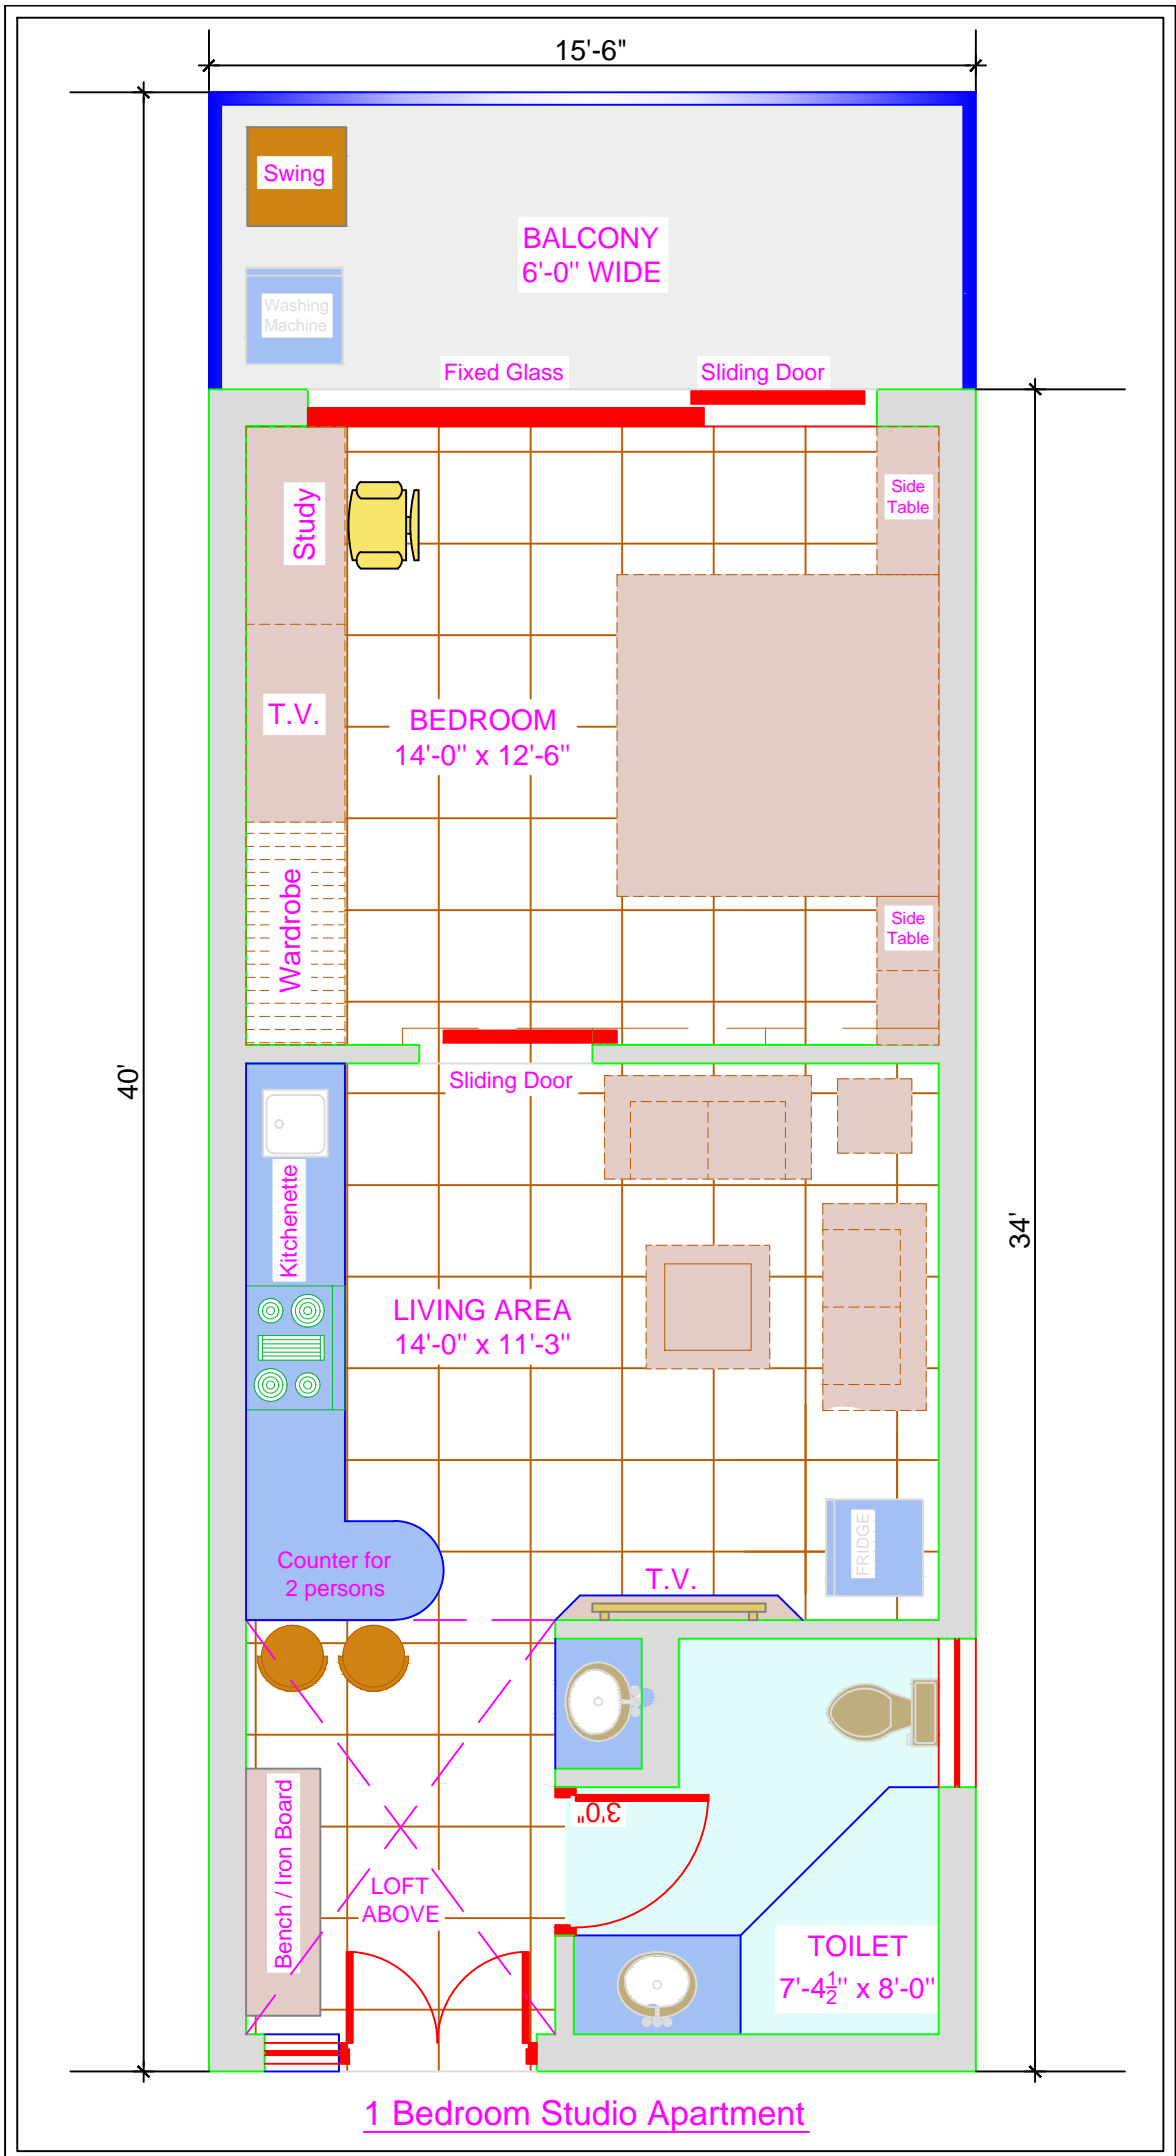 15'-6"
Swing
BALCONY
6'-0" WIDE
Washing
Machine
Fixed Glass
Sliding Door
Study
Side
Table
T.V.
BEDROOM
14'-0" x 12'-6"
Wardrobe
Side
Table
40'
Sliding Door
Kitchenette
34'
LIVING AREA
14'-0" x 11'-3"
FRIDGE
Counter for
2 persons
T.V.
3'0"
Bench / Iron Board
LOFT
ABOVE
TOILET
7'-4½" x 8'-0"
1 Bedroom Studio Apartment